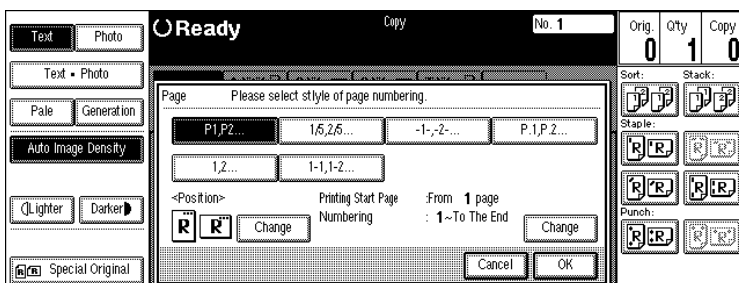 Text
Photo
Text • Photo
Pale
Generation
Auto Image Density
Lighter
Darker
Special Original
Ready
Copy
No. 1
Page Please select stlyle of page numbering.
P1,P2...
1/5,2/5...
-1-,-2-...
P.1,P.2...
1,2...
1-1,1-2...
<Position>
Printing Start Page :From 1 page
Numbering : 1~To The End
R R
Change
Change
Cancel
OK
Orig. Q'ty Copy
0 1 0
Sort: Stack:
Staple:
Punch: